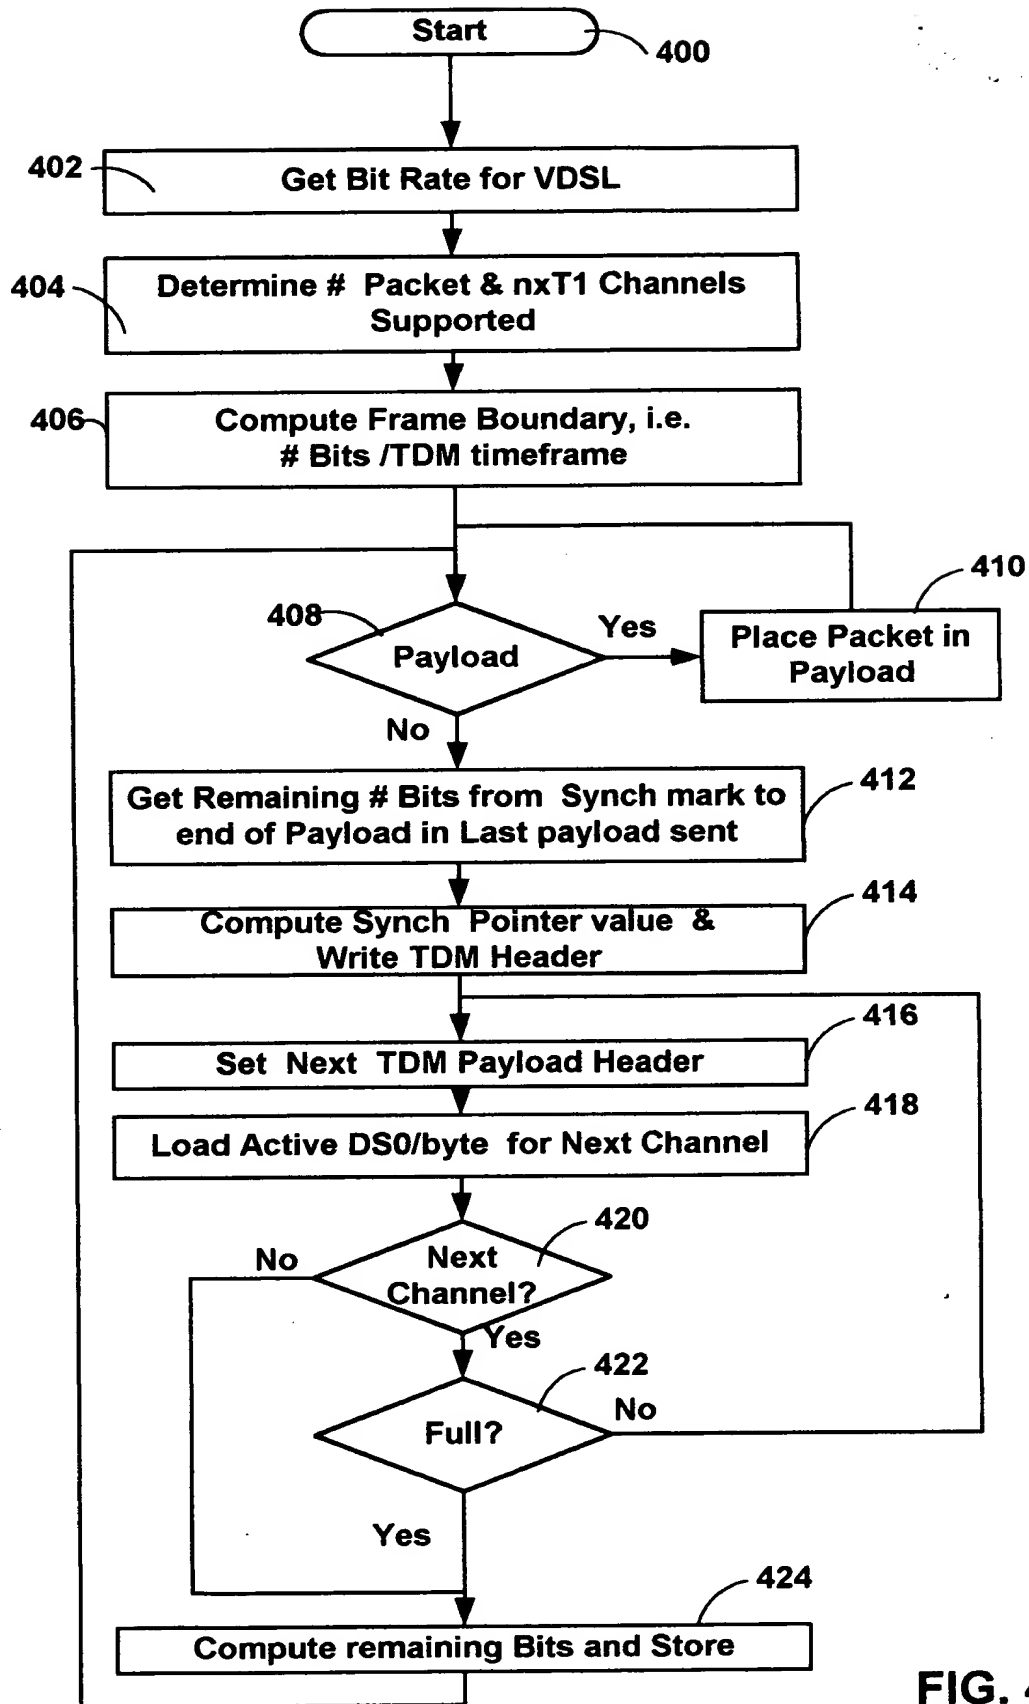 Start
400
402
Get Bit Rate for VDSL
404
Determine # Packet & nxT1 Channels
Supported
406
Compute Frame Boundary, i.e.
# Bits /TDM timeframe
408
Payload
Yes
410
Place Packet in
Payload
No
412
Get Remaining # Bits from Synch mark to
end of Payload in Last payload sent
414
Compute Synch Pointer value &
Write TDM Header
416
Set Next TDM Payload Header
418
Load Active DS0/byte for Next Channel
420
No
Next
Channel?
Yes
422
Full?
No
Yes
424
Compute remaining Bits and Store
FIG.